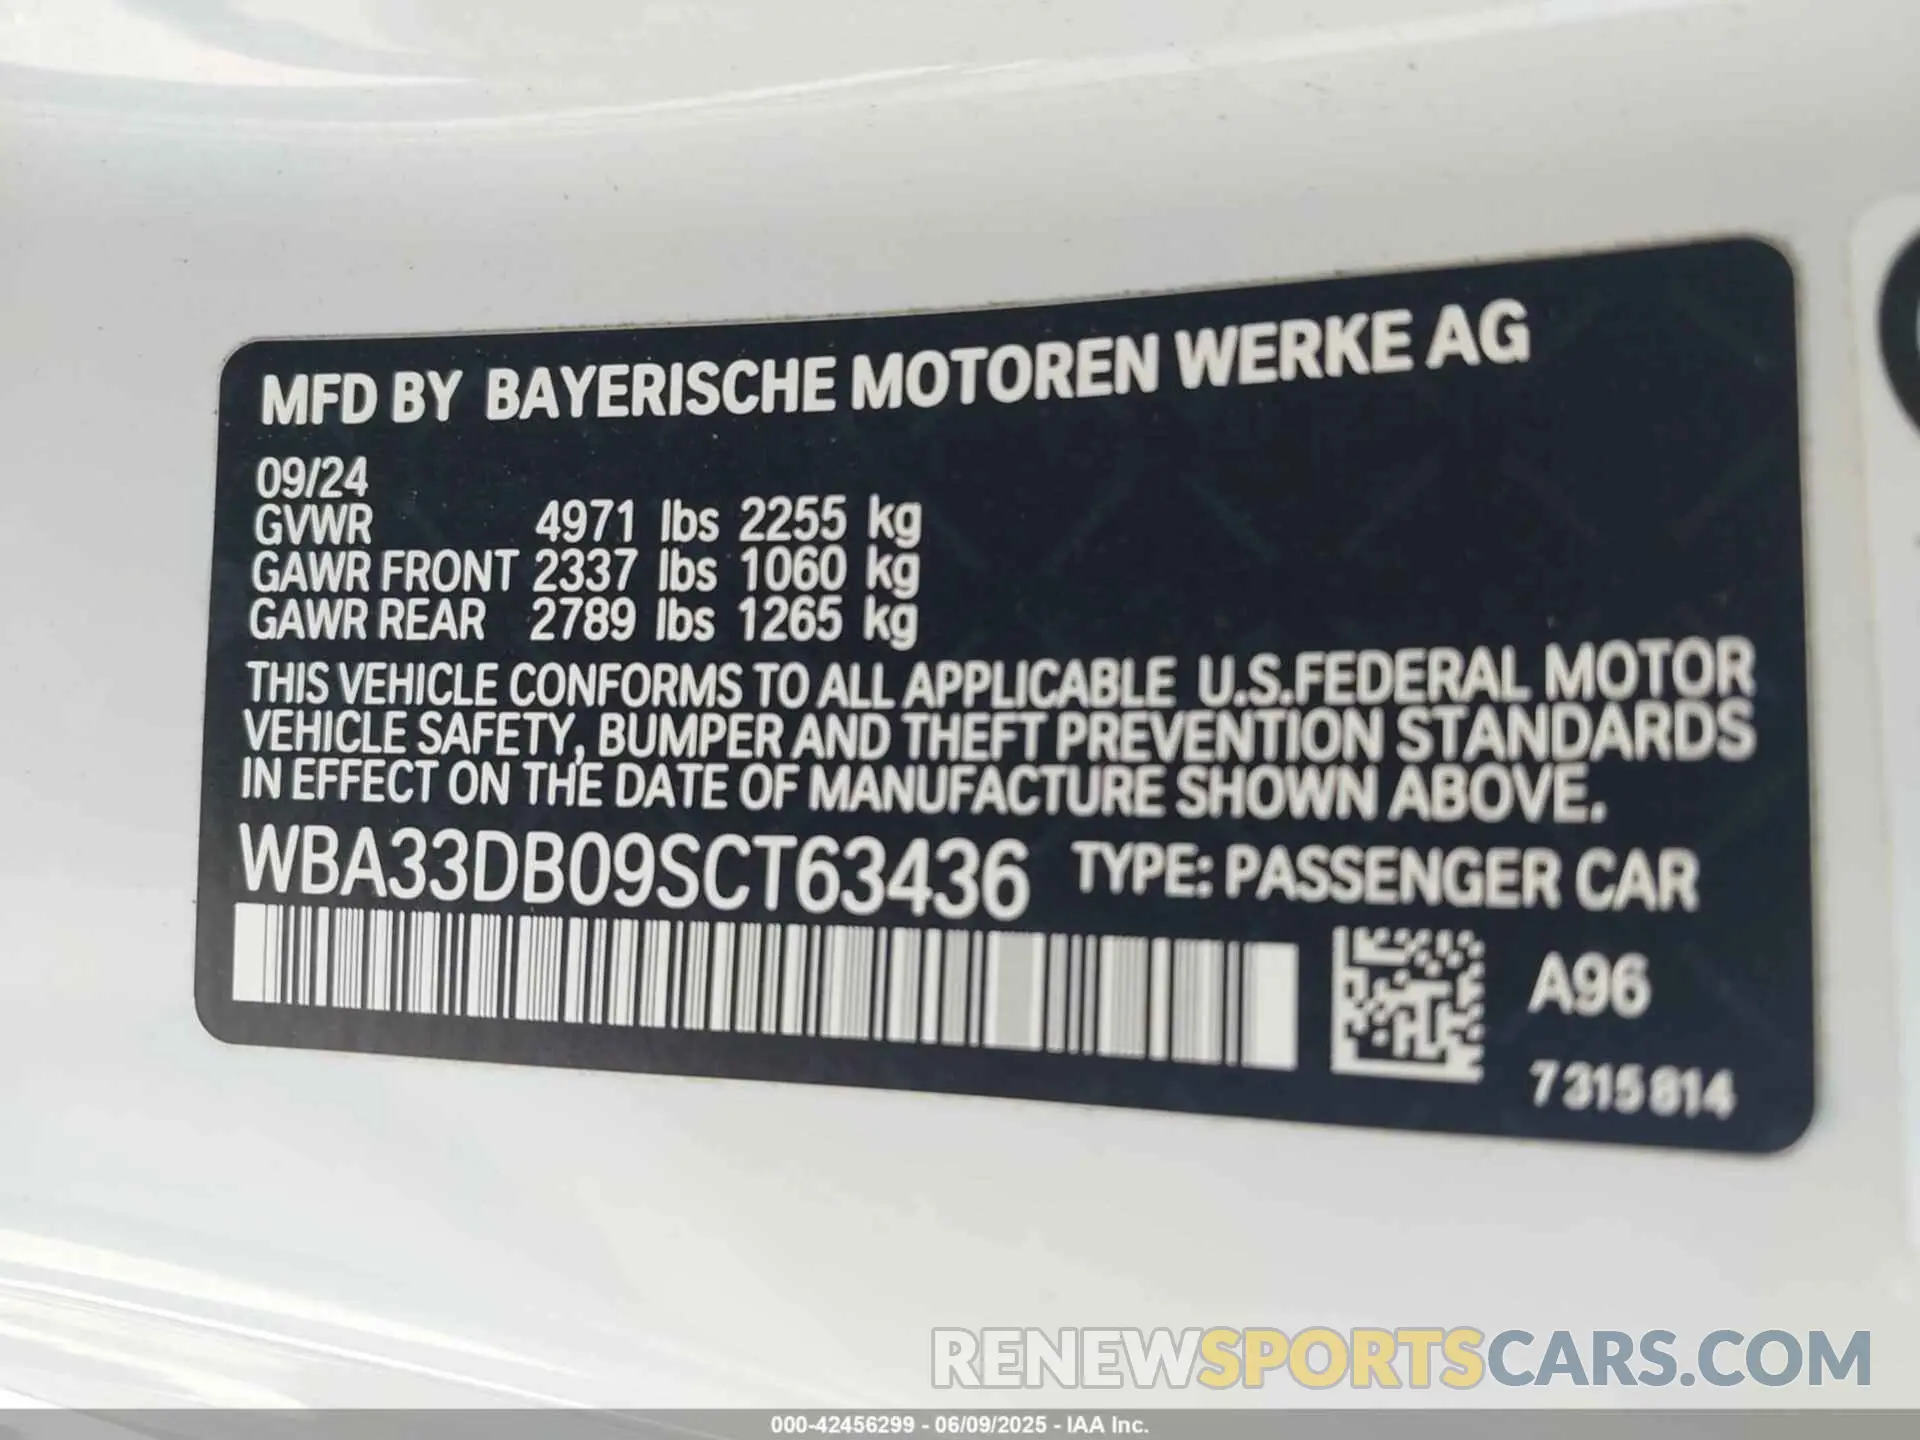 MFD BY BAYERISCHE MOTOREN WERKE AG
09/24
GVWR 4971 lbs 2255 kg
GAWR FRONT 2337 lbs 1060 kg
GAWR REAR 2789 lbs 1265 kg
THIS VEHICLE CONFORMS TO ALL APPLICABLE U.S.FEDERAL MOTOR
VEHICLE SAFETY, BUMPER AND THEFT PREVENTION STANDARDS
IN EFFECT ON THE DATE OF MANUFACTURE SHOWN ABOVE.
WBA33DB09SCT63436 TYPE: PASSENGER CAR
A96
7315814
RENEWSPORTSCARS.COM
000-42456299 - 06/09/2025 - IAA Inc.